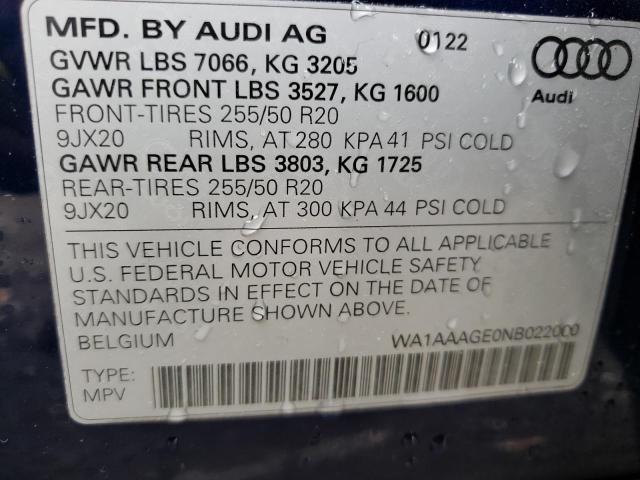 MFD. BY AUDI AG 0122
GVWR LBS 7066, KG 3205
GAWR FRONT LBS 3527, KG 1600
Audi
FRONT-TIRES 255/50 R20
9JX20 RIMS, AT 280 KPA 41 PSI COLD
GAWR REAR LBS 3803, KG 1725
REAR-TIRES 255/50 R20
9JX20 RIMS, AT 300 KPA 44 PSI COLD
THIS VEHICLE CONFORMS TO ALL APPLICABLE
U.S. FEDERAL MOTOR VEHICLE SAFETY
STANDARDS IN EFFECT ON THE DATE OF
MANUFACTURE SHOWN ABOVE.
BELGIUM WA1AAAGE0NB022000
TYPE:
MPV